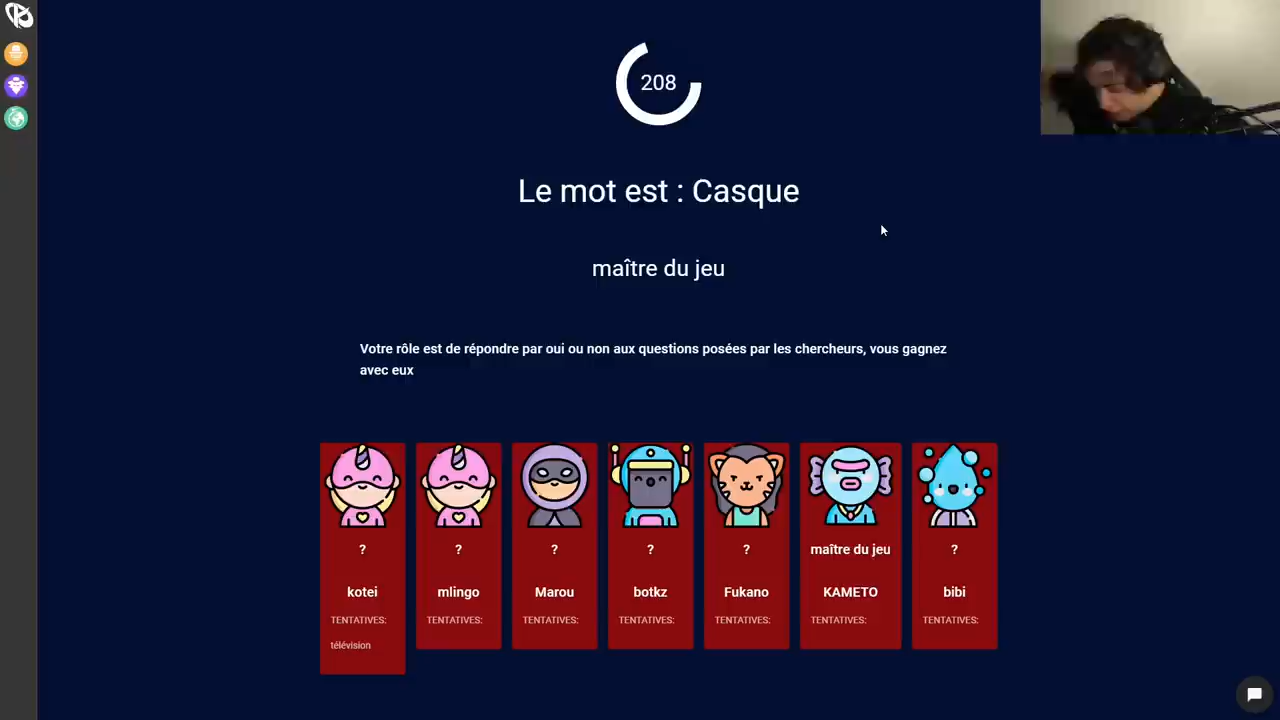 208
Le mot est : Casque
maître du jeu
Votre rôle est de répondre par oui ou non aux questions posées par les chercheurs, vous gagnez
avec eux
? ? ? ? ? maître du jeu ?
kotei mlingo Marou botkz Fukano KAMETO bibi
TENTATIVES: TENTATIVES: TENTATIVES: TENTATIVES: TENTATIVES: TENTATIVES: TENTATIVES:
télévision